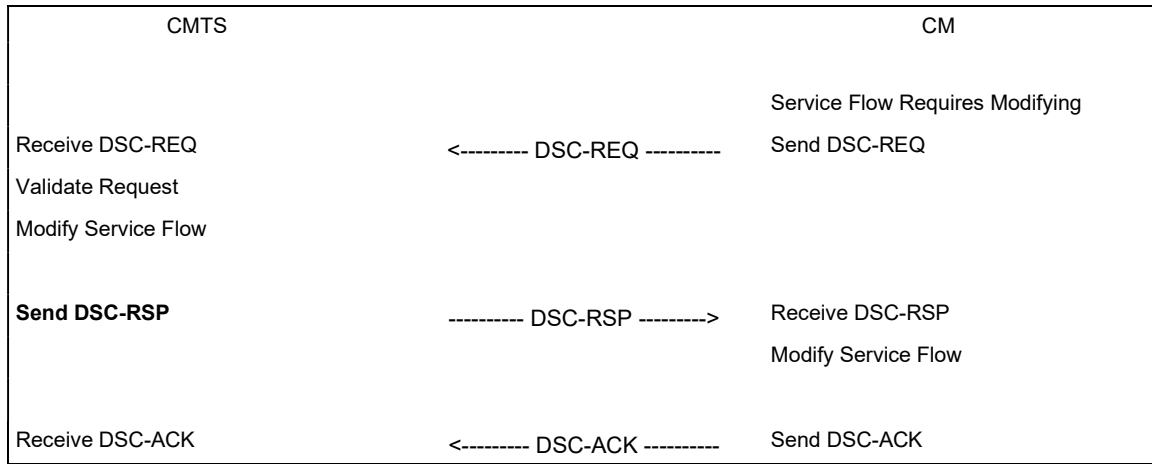 CMTS CM
Service Flow Requires Modifying
Receive DSC-REQ <--------- DSC-REQ ---------- Send DSC-REQ
Validate Request
Modify Service Flow
Send DSC-RSP ---------- DSC-RSP ---------> Receive DSC-RSP
Modify Service Flow
Receive DSC-ACK <--------- DSC-ACK ---------- Send DSC-ACK